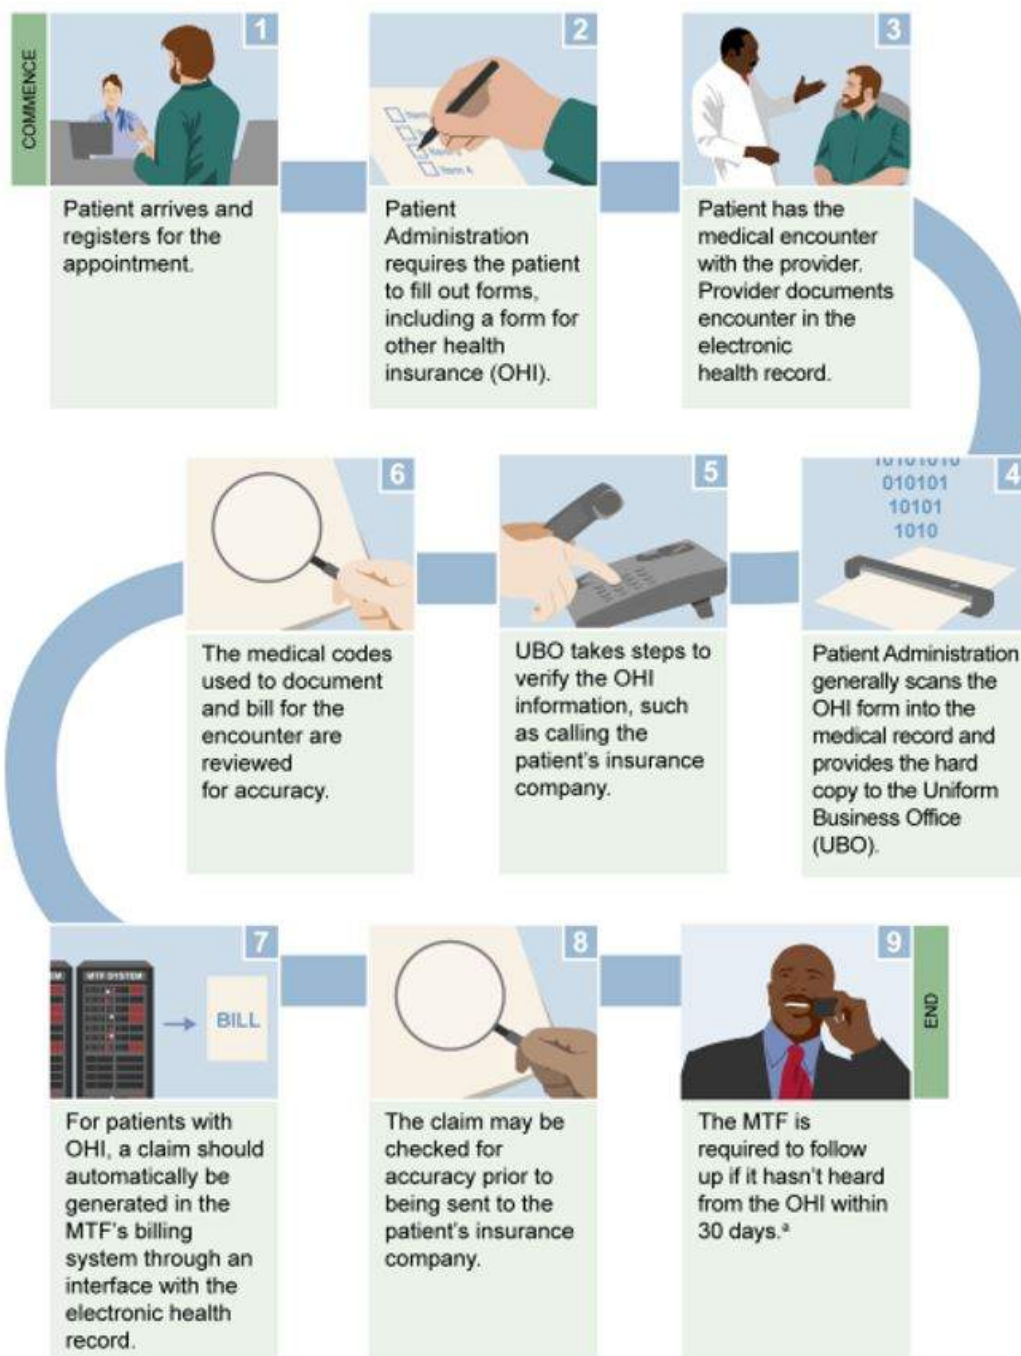 COMMENCE
1
Patient arrives and
registers for the
appointment.
2
Item 4
Patient
Administration
requires the patient
to fill out forms,
including a form for
other health
insurance (OHI).
3
Patient has the
medical encounter
with the provider.
Provider documents
encounter in the
electronic
health record.
4
10101010
010101
10101
1010
Patient Administration
generally scans the
OHI form into the
medical record and
provides the hard
copy to the Uniform
Business Office
(UBO).
5
UBO takes steps to
verify the OHI
information, such
as calling the
patient's insurance
company.
6
The medical codes
used to document
and bill for the
encounter are
reviewed
for accuracy.
7
MTF SYSTEM
BILL
For patients with
OHI, a claim should
automatically be
generated in the
MTF's billing
system through an
interface with the
electronic health
record.
8
The claim may be
checked for
accuracy prior to
being sent to the
patient's insurance
company.
9
The MTF is
required to follow
up if it hasn't heard
from the OHI within
30 days.ª
END